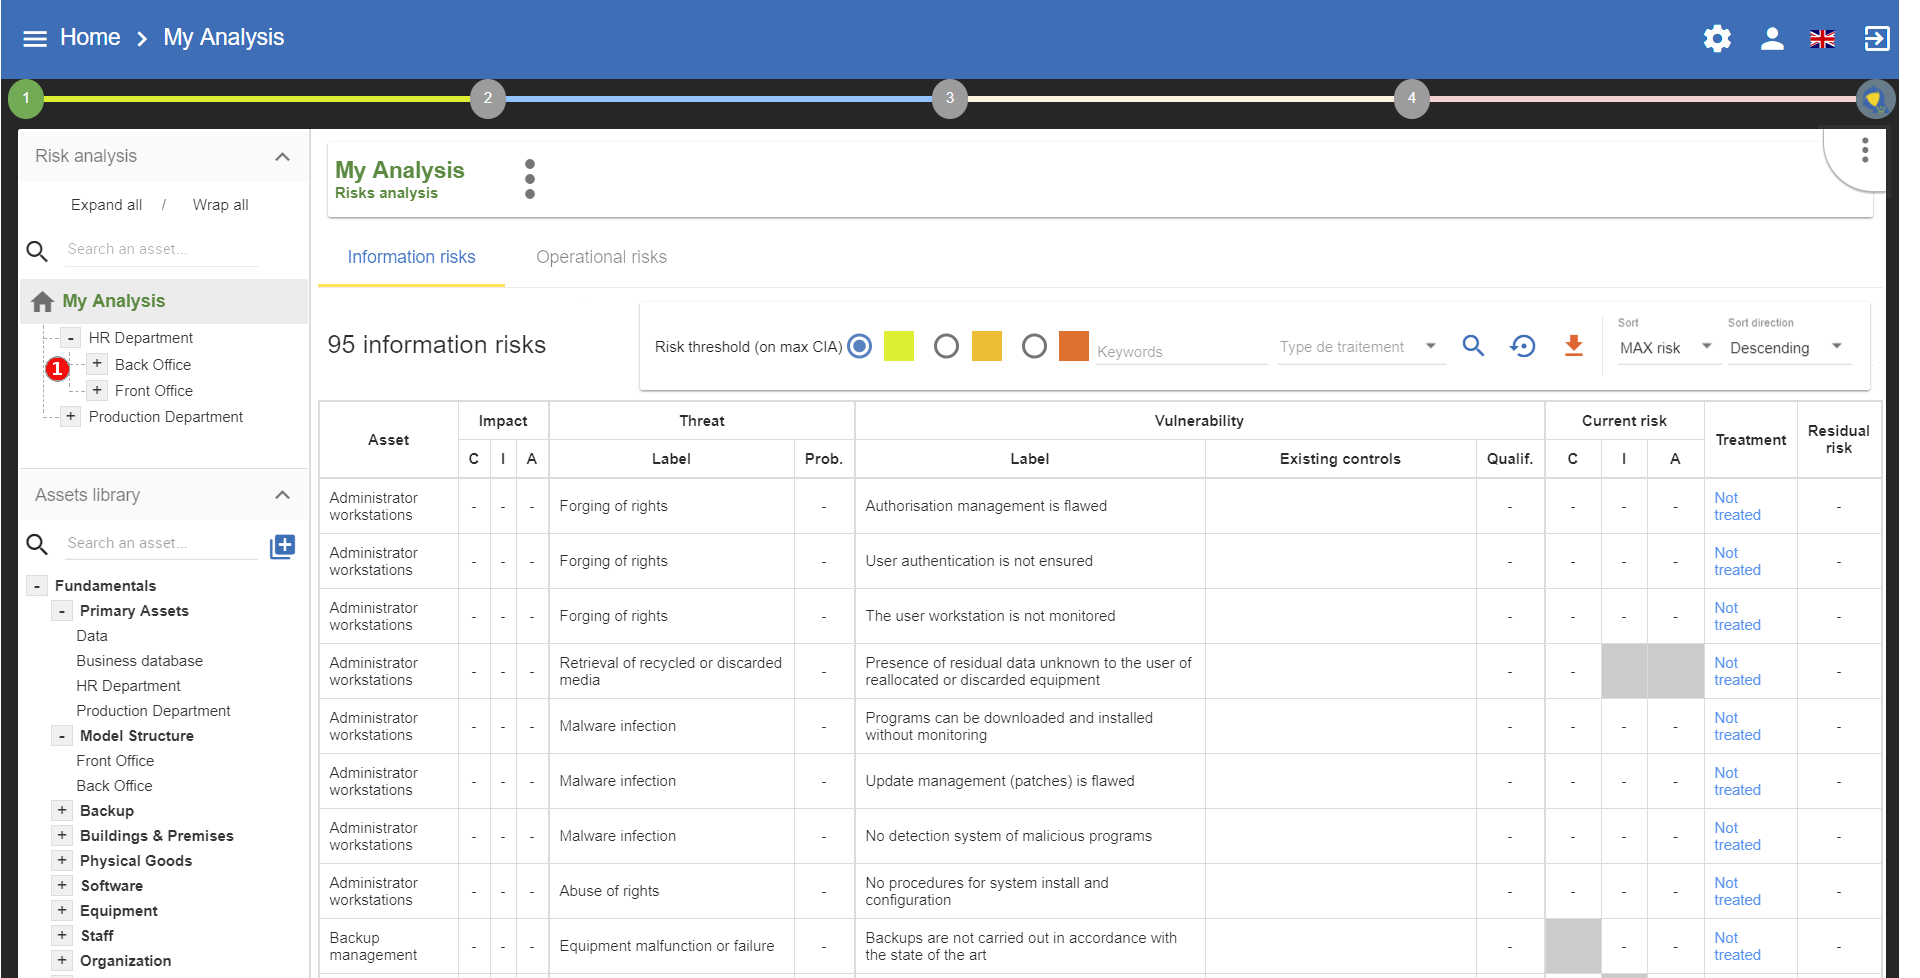 Home > My Analysis
1 2 3 4
Risk analysis
Expand all / Wrap all
Search an asset...
My Analysis
- HR Department
1
+ Back Office
+ Front Office
+ Production Department
Assets library
Search an asset...
- Fundamentals
- Primary Assets
Data
Business database
HR Department
Production Department
- Model Structure
Front Office
Back Office
+ Backup
+ Buildings & Premises
+ Physical Goods
+ Software
+ Equipment
+ Staff
+ Organization
My Analysis
Risks analysis
Information risks Operational risks
95 information risks
Risk threshold (on max CIA) Keywords Type de traitement
Sort Sort direction
MAX risk Descending
Asset Impact Threat Vulnerability Current risk Treatment Residual risk
C I A Label Prob. Label Existing controls Qualif. C I A
Administrator workstations - - - Forging of rights - Authorisation management is flawed - - - - Not treated -
Administrator workstations - - - Forging of rights - User authentication is not ensured - - - - Not treated -
Administrator workstations - - - Forging of rights - The user workstation is not monitored - - - - Not treated -
Administrator workstations - - - Retrieval of recycled or discarded media - Presence of residual data unknown to the user of reallocated or discarded equipment - - Not treated -
Administrator workstations - - - Malware infection - Programs can be downloaded and installed without monitoring - - - - Not treated -
Administrator workstations - - - Malware infection - Update management (patches) is flawed - - - - Not treated -
Administrator workstations - - - Malware infection - No detection system of malicious programs - - - - Not treated -
Administrator workstations - - - Abuse of rights - No procedures for system install and configuration - - - - Not treated -
Backup management - - - Equipment malfunction or failure - Backups are not carried out in accordance with the state of the art - - - Not treated -